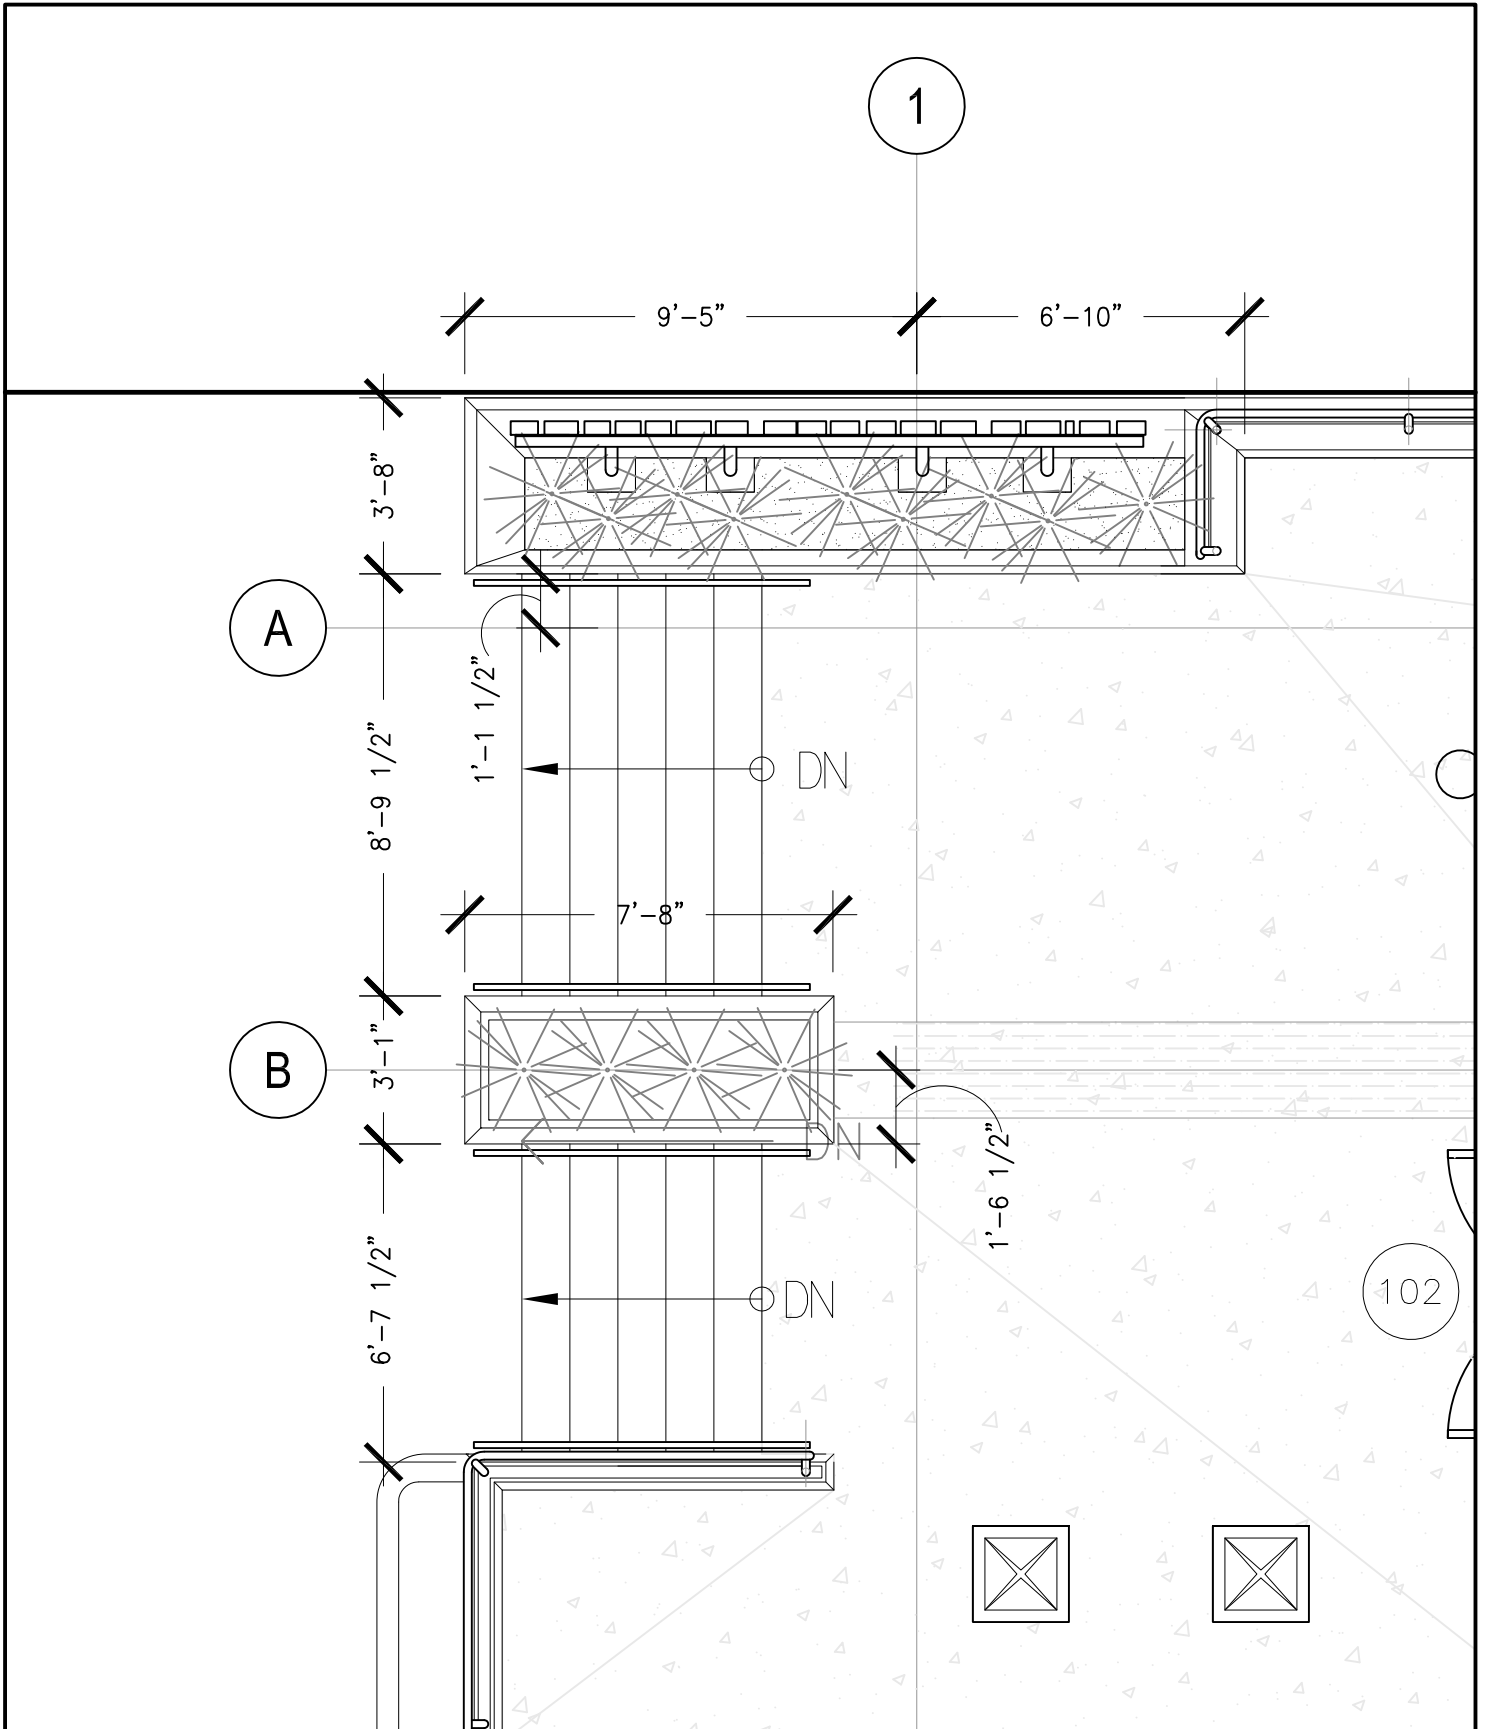 1
9’-5”
6’-10”
3’-8”
A
1’-1 1/2”
8’-9 1/2”
DN
7’-8”
B
3’-1”
DN
1’-6 1/2”
6’-7 1/2”
DN
102